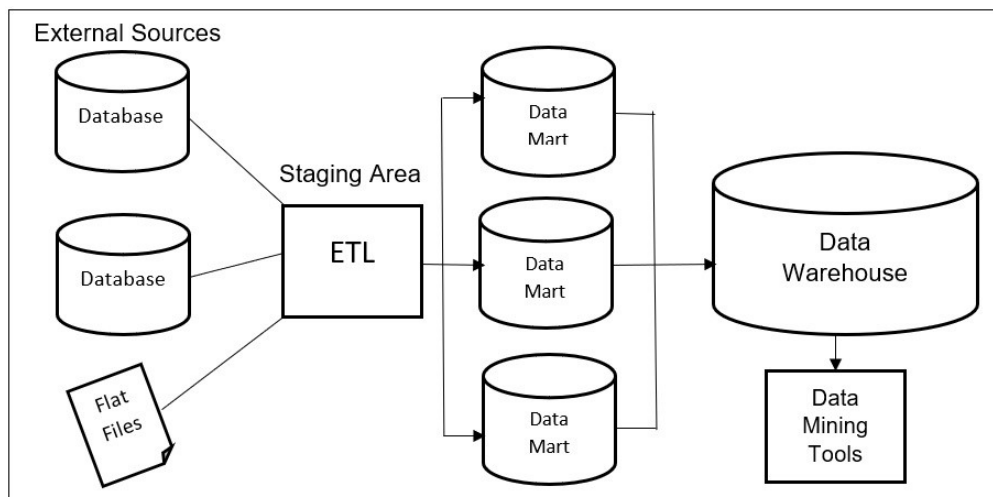 External Sources
Database
Database
Flat
Files
Staging Area
ETL
Data
Mart
Data
Mart
Data
Mart
Data
Warehouse
Data
Mining
Tools